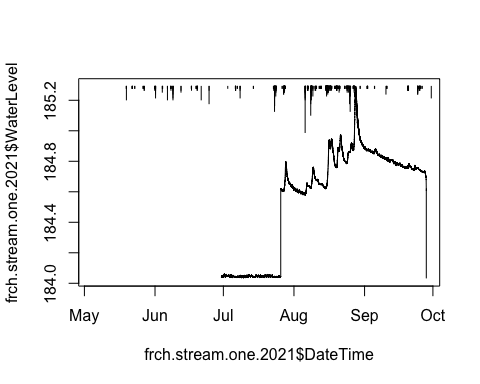 frch.stream.one.2021$WaterLevel
185.2
184.8
184.4
184.0
May Jun Jul Aug Sep Oct
frch.stream.one.2021$DateTime